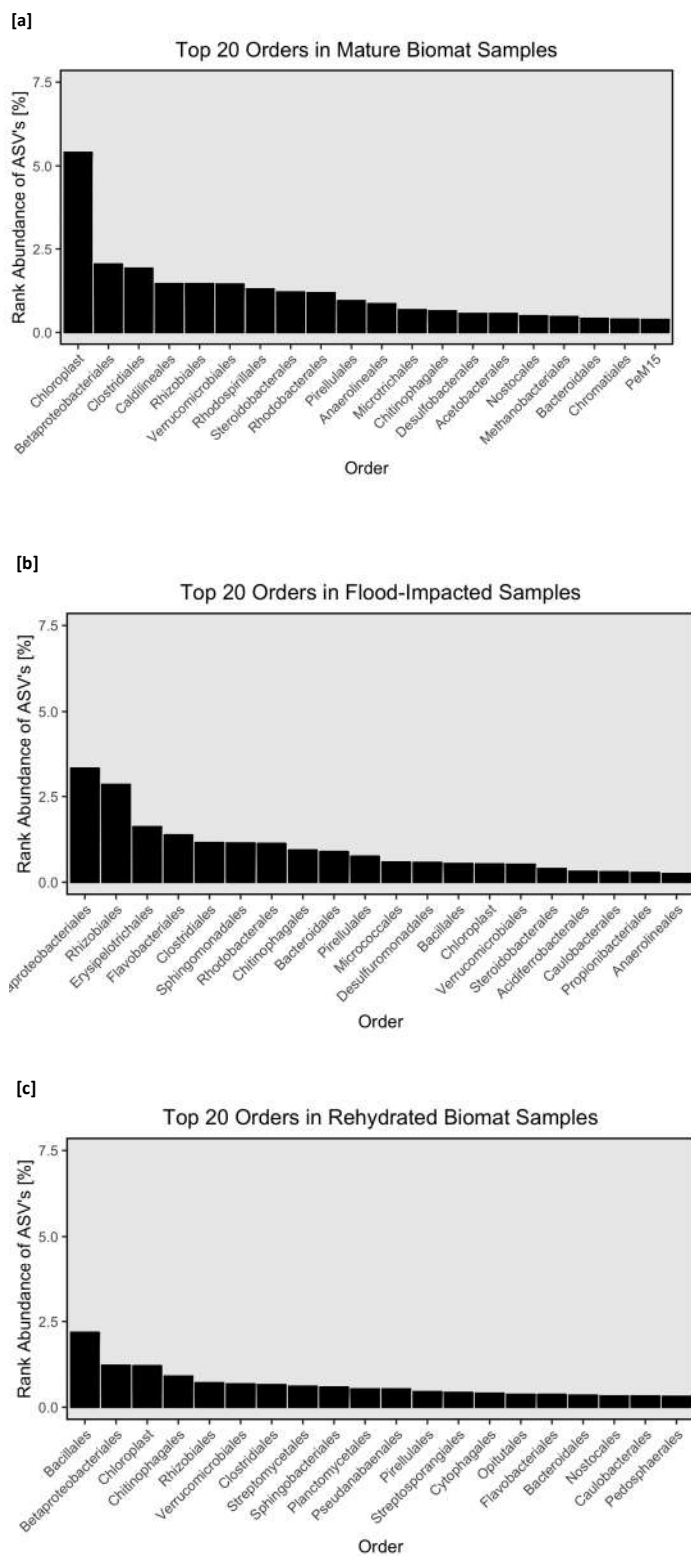 [a]
Top 20 Orders in Mature Biomat Samples
Rank Abundance of ASV's [%]
7.5
5.0
2.5
0.0
Chloroplast
Betaproteobacteriales
Clostridiales
Caldilineales
Rhizobiales
Verrucomicrobiales
Rhodospirillales
Steroidobacterales
Rhodobacterales
Pirellulales
Anaerolineales
Microtrichales
Chitinophagales
Desulfobacterales
Acetobacterales
Nostocales
Methanobacteriales
Bacteroidales
Chromatiales
PeM15
Order
[b]
Top 20 Orders in Flood-Impacted Samples
Rank Abundance of ASV's [%]
7.5
5.0
2.5
0.0
aproteobacteriales
Rhizobiales
Erysipelotrichales
Flavobacteriales
Clostridiales
Sphingomonadales
Rhodobacterales
Chitinophagales
Bacteroidales
Pirellulales
Micrococcales
Desulfuromonadales
Bacillales
Chloroplast
Verrucomicrobiales
Steroidobacterales
Acidiferrobacterales
Caulobacterales
Propionibacteriales
Anaerolineales
Order
[c]
Top 20 Orders in Rehydrated Biomat Samples
Rank Abundance of ASV's [%]
7.5
5.0
2.5
0.0
Bacillales
Betaproteobacteriales
Chloroplast
Chitinophagales
Rhizobiales
Verrucomicrobiales
Clostridiales
Streptomycetales
Sphingobacteriales
Planctomycetales
Pseudanabaenales
Pirellulales
Streptosporangiales
Cytophagales
Opitutales
Flavobacteriales
Bacteroidales
Nostocales
Caulobacterales
Pedosphaerales
Order